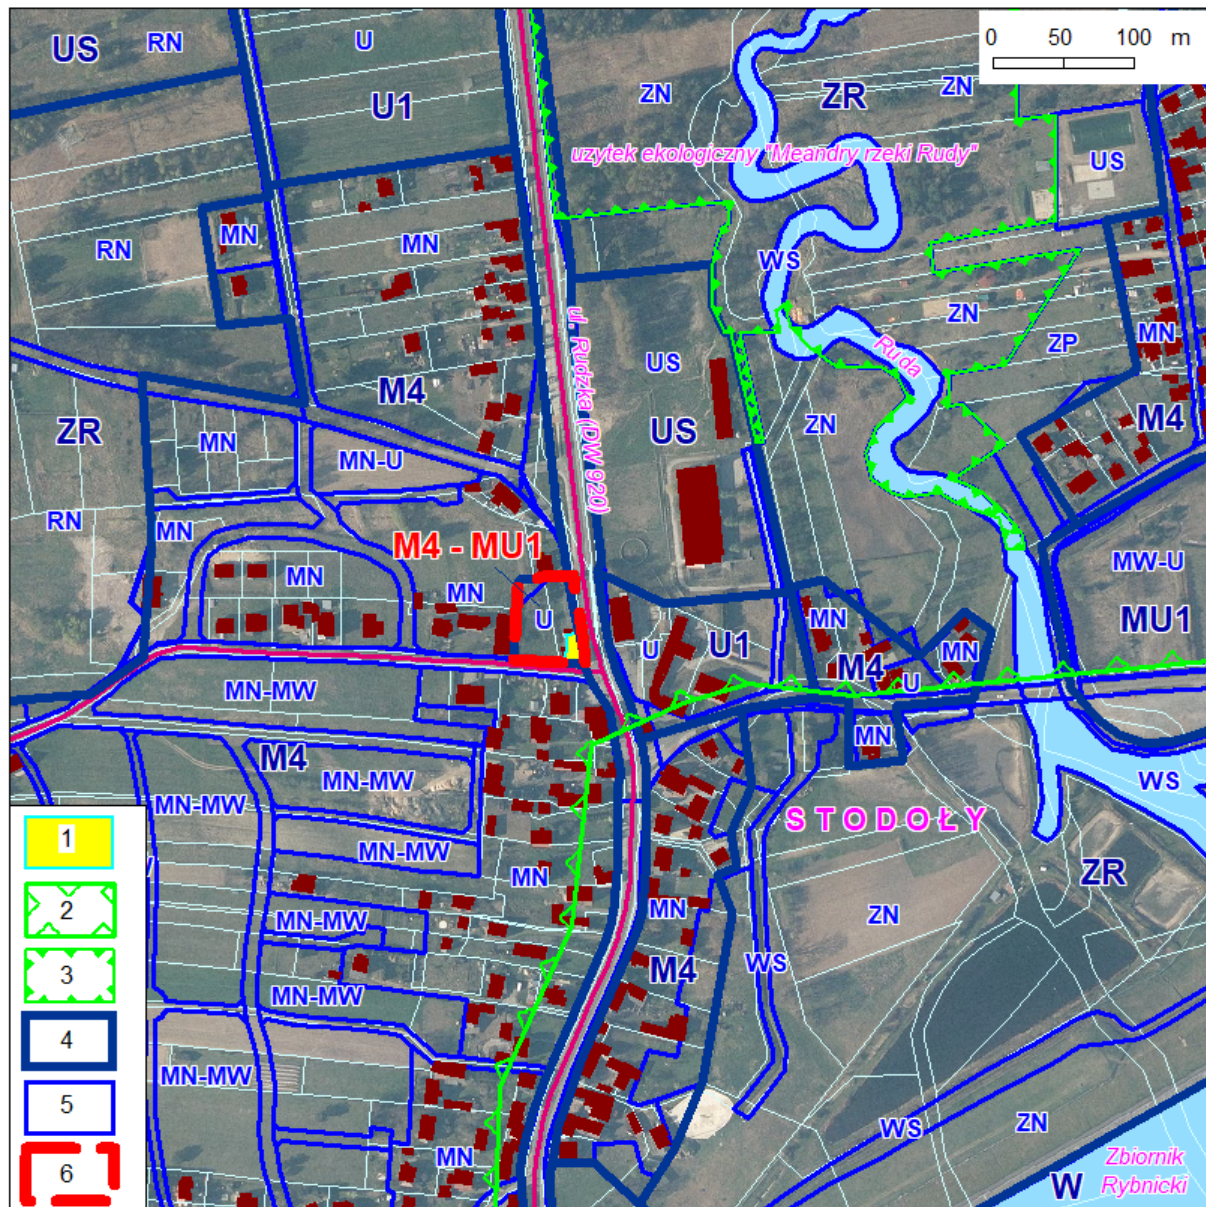 US
RN
U
0 50 100 m
ZN
ZR
ZN
U1
US
uzytek ekologiczny "Meandry rzeki Rudy"
MN
MN
RN
WS
ZN
ZP
MN
ul. Rudzka (DW 920)
Ruda
US
M4
ZR
US
ZN
M4
MN
MN-U
RN
MN
M4 - MU1
MW-U
MN
MN
U
MN
MU1
U
U1
MN
M4
U
MN-MW
MN
M4
MN-MW
WS
MN-MW
STODOŁY
1
MN-MW
ZR
2
MN
MN
ZN
MN-MW
3
M4
WS
MN-MW
4
MN-MW
5
WS
ZN
MN
6
Zbiornik
Rybnicki
W